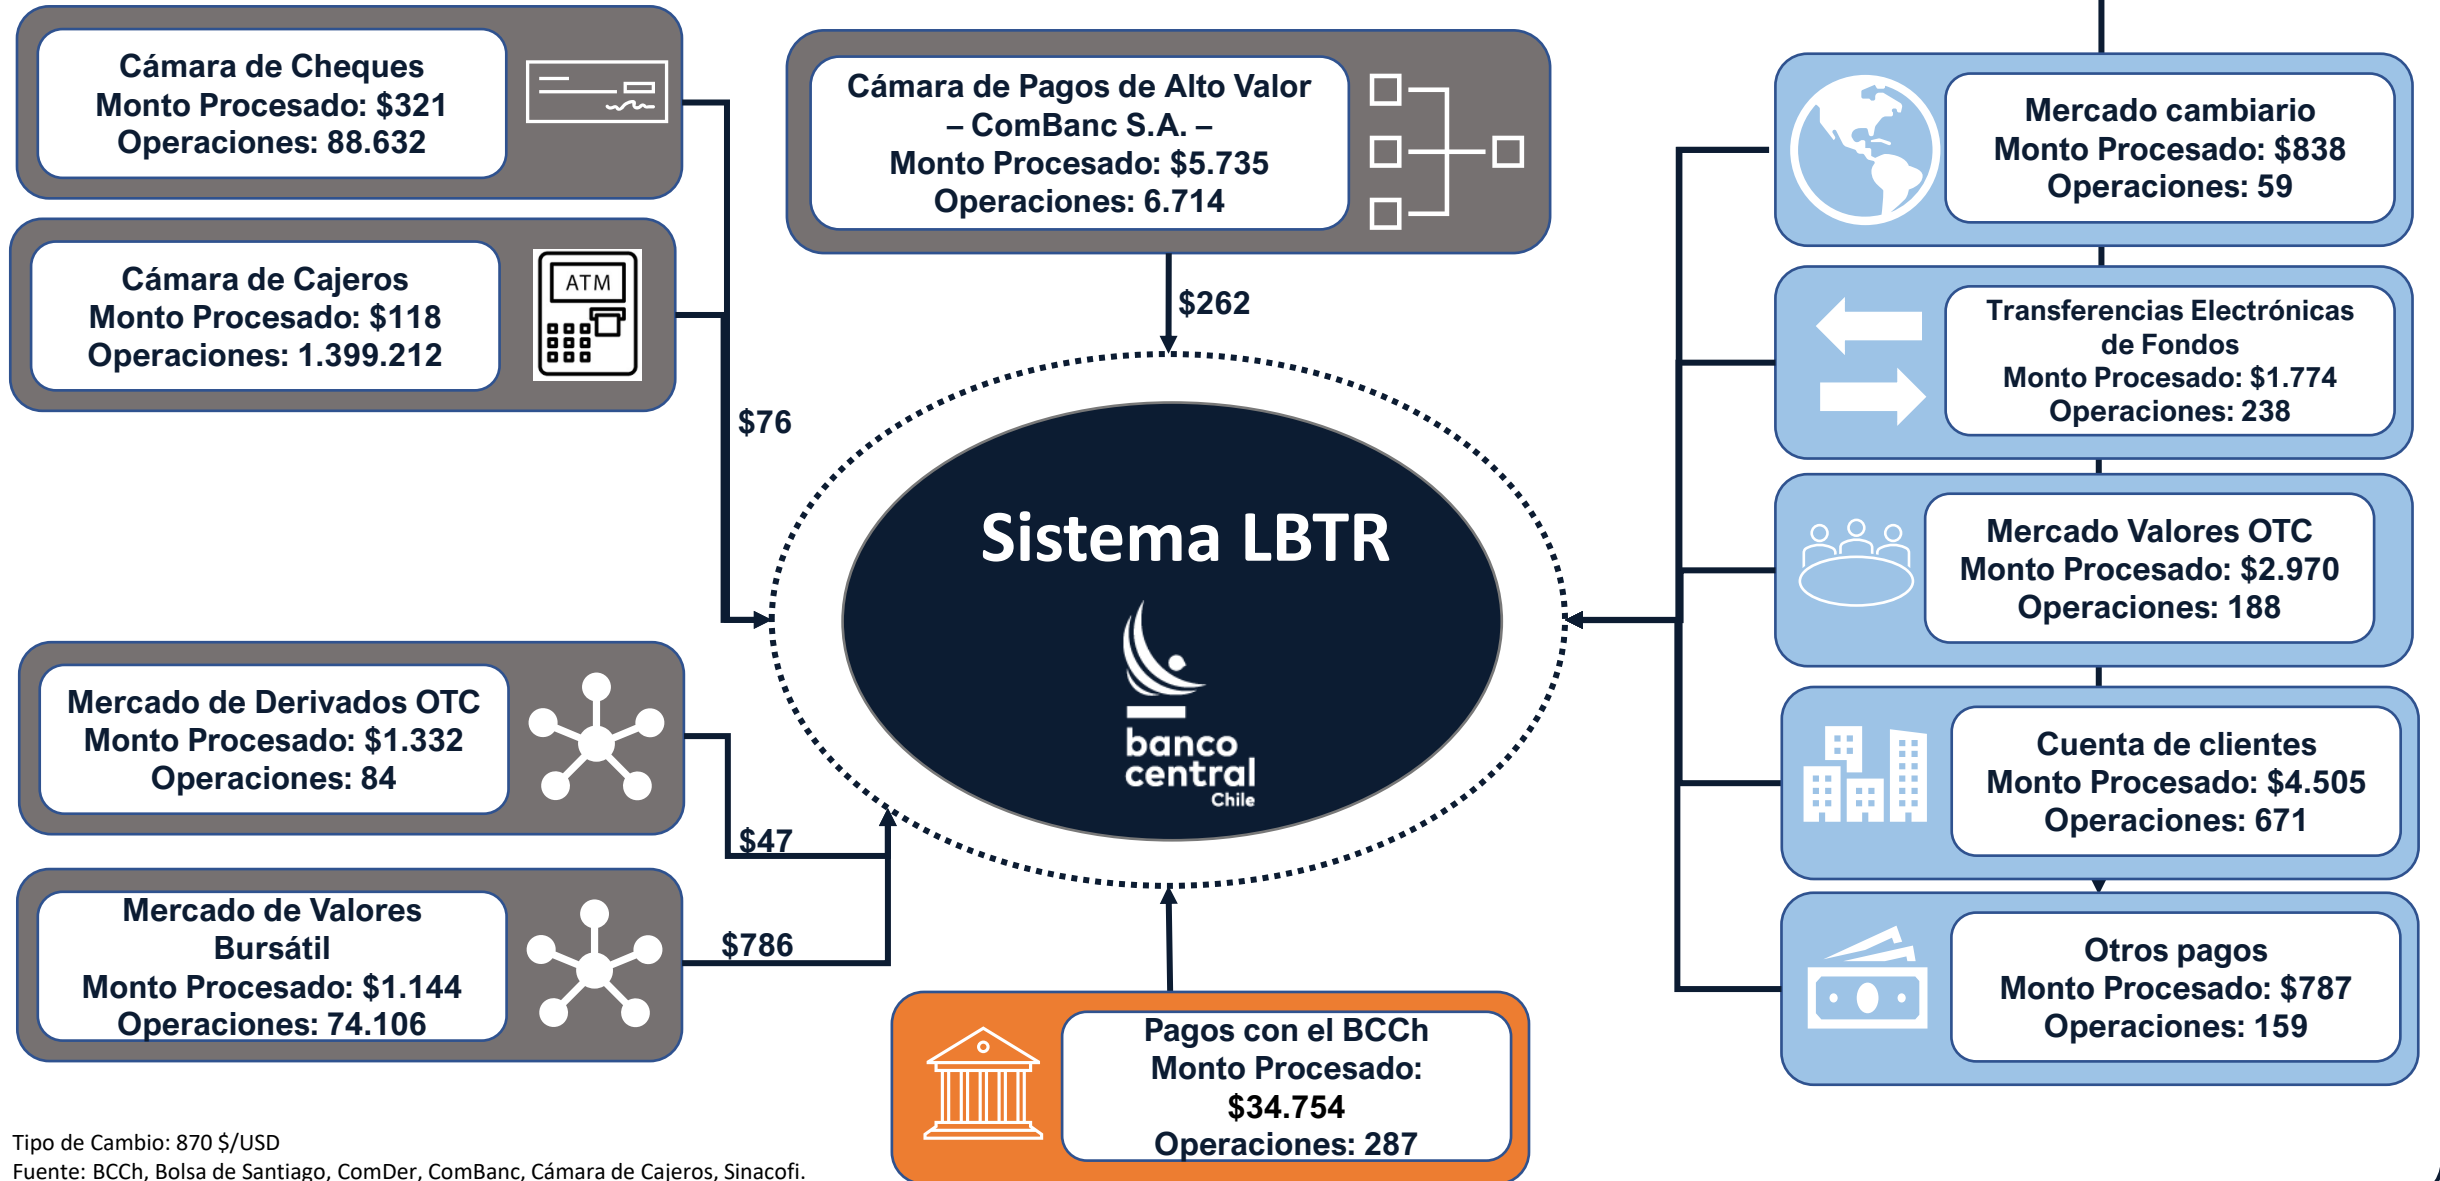 Cámara de Cheques
Monto Procesado: $321
Operaciones: 88.632
Cámara de Cajeros
Monto Procesado: $118
Operaciones: 1.399.212
ATM
$76
Mercado de Derivados OTC
Monto Procesado: $1.332
Operaciones: 84
$47
Mercado de Valores
Bursátil
Monto Procesado: $1.144
Operaciones: 74.106
$786
Cámara de Pagos de Alto Valor
– ComBanc S.A. –
Monto Procesado: $5.735
Operaciones: 6.714
$262
Sistema LBTR
banco
central
Chile
Pagos con el BCCh
Monto Procesado:
$34.754
Operaciones: 287
Mercado cambiario
Monto Procesado: $838
Operaciones: 59
Transferencias Electrónicas
de Fondos
Monto Procesado: $1.774
Operaciones: 238
Mercado Valores OTC
Monto Procesado: $2.970
Operaciones: 188
Cuenta de clientes
Monto Procesado: $4.505
Operaciones: 671
Otros pagos
Monto Procesado: $787
Operaciones: 159
Tipo de Cambio: 870 $/USD
Fuente: BCCh, Bolsa de Santiago, ComDer, ComBanc, Cámara de Cajeros, Sinacofi.